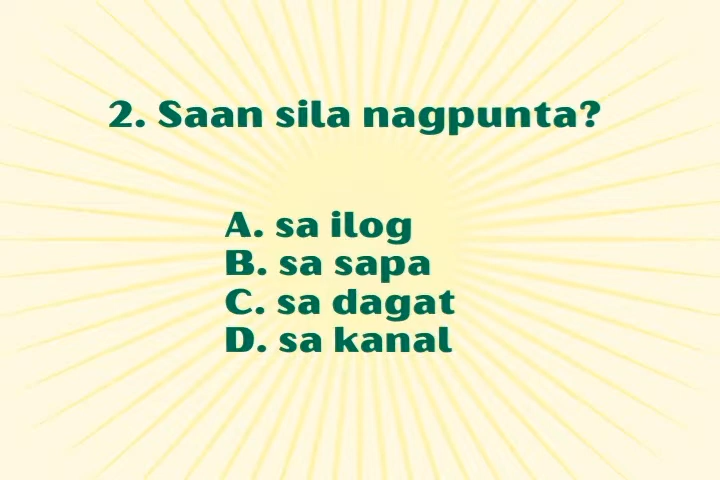 2. Saan sila nagpunta?
A. sa ilog
B. sa sapa
C. sa dagat
D. sa kanal